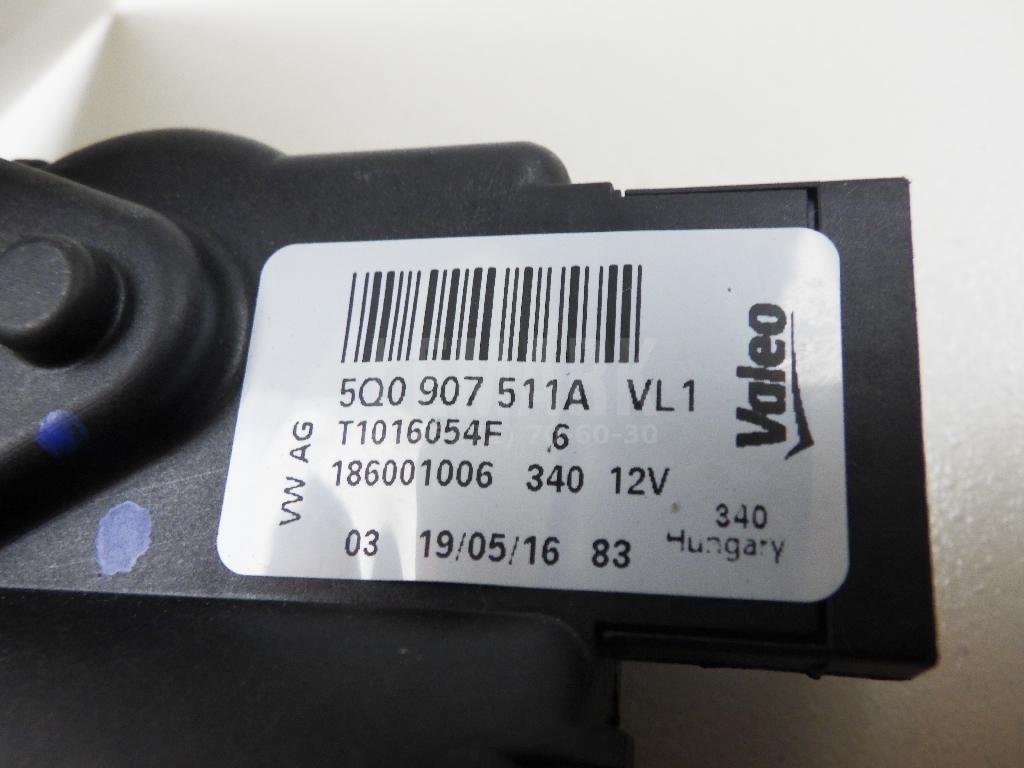 5Q0 907 511A VL1
T1016054F 6
186001006 340 12V
03 19/05/16 83
VW AG
Valeo
340
Hungary